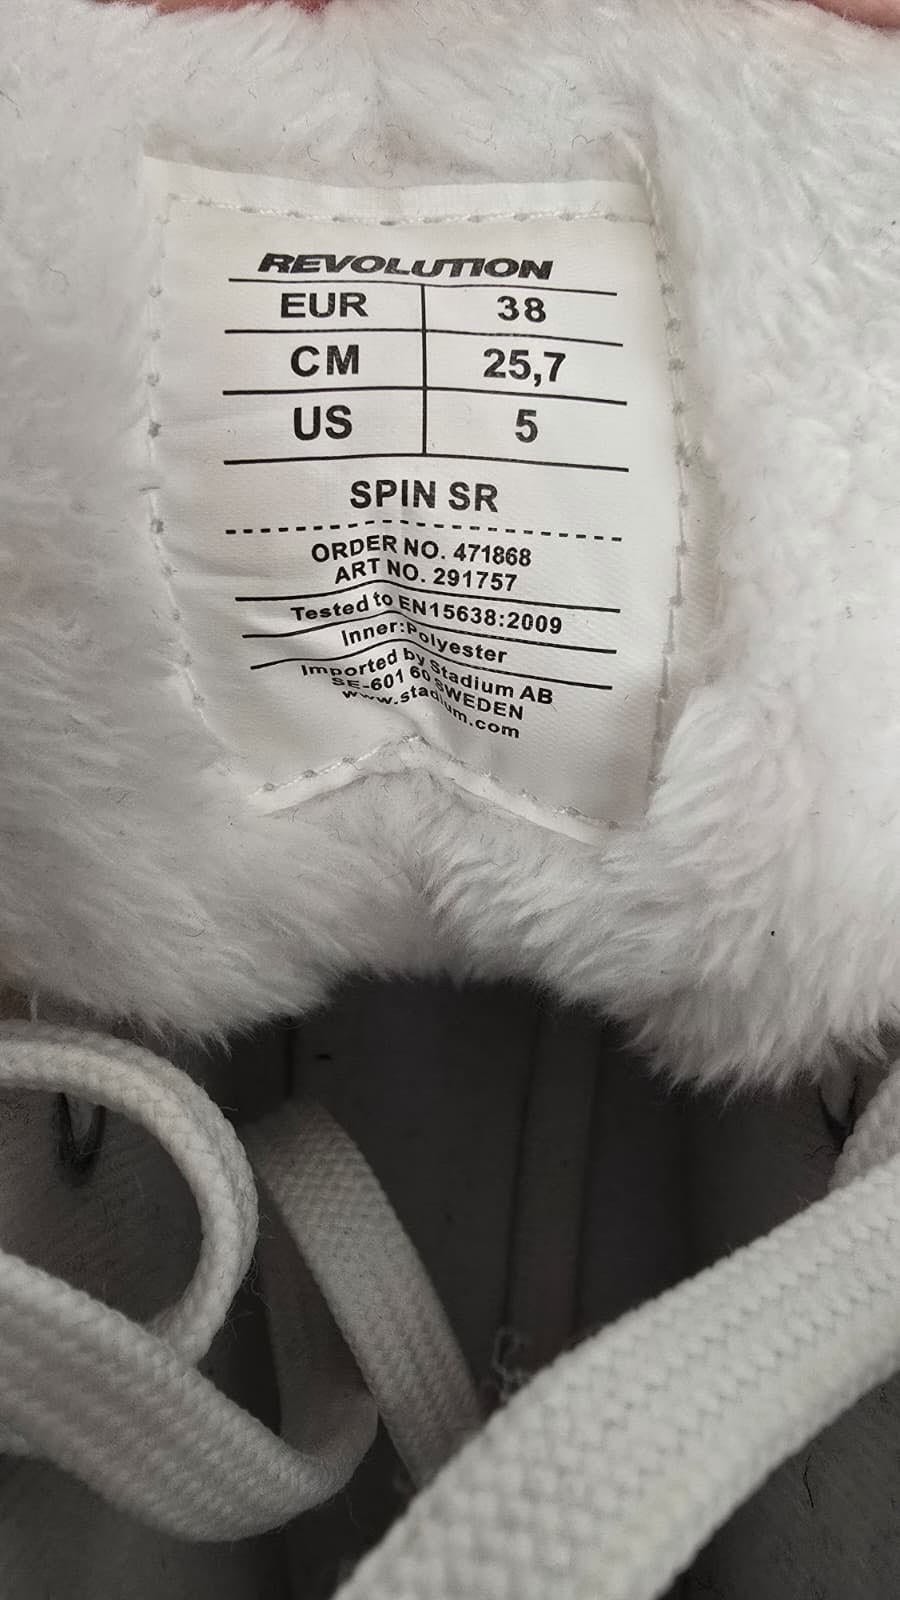 REVOLUTION
EUR 38
CM 25,7
US 5
SPIN SR
ORDER NO. 471868
ART NO. 291757
Tested to EN15638:2009
Inner:Polyester
Imported by Stadium AB
SE-601 60 SWEDEN
www.stadium.com